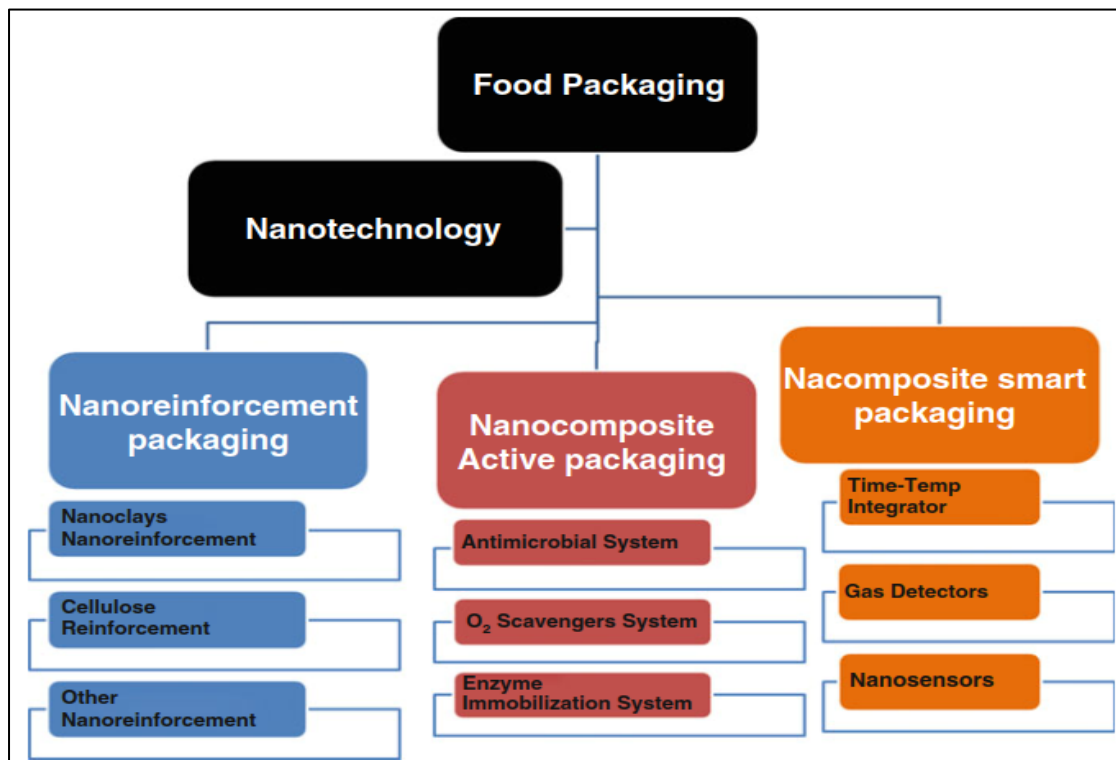 Food Packaging
Nanotechnology
Nanoreinforcement
packaging
Nanoclays
Nanoreinforcement
Cellulose
Reinforcement
Other
Nanoreinforcement
Nanocomposite
Active packaging
Antimicrobial System
O₂ Scavengers System
Enzyme
Immobilization System
Nacomposite smart
packaging
Time-Temp
Integrator
Gas Detectors
Nanosensors